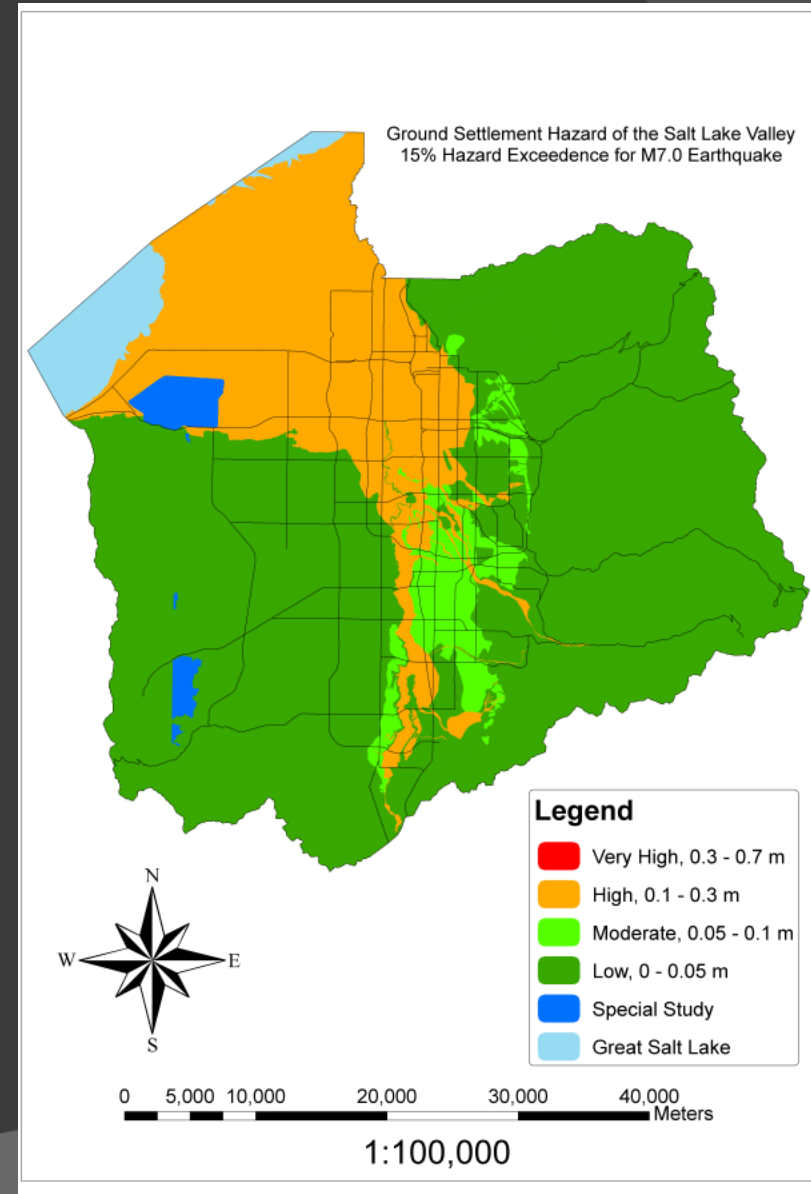 Ground Settlement Hazard of the Salt Lake Valley
15% Hazard Exceedence for M7.0 Earthquake
Legend
Very High, 0.3 - 0.7 m
High, 0.1 - 0.3 m
Moderate, 0.05 - 0.1 m
Low, 0 - 0.05 m
Special Study
Great Salt Lake
N
W E
S
0 5,000 10,000 20,000 30,000 40,000
Meters
1:100,000